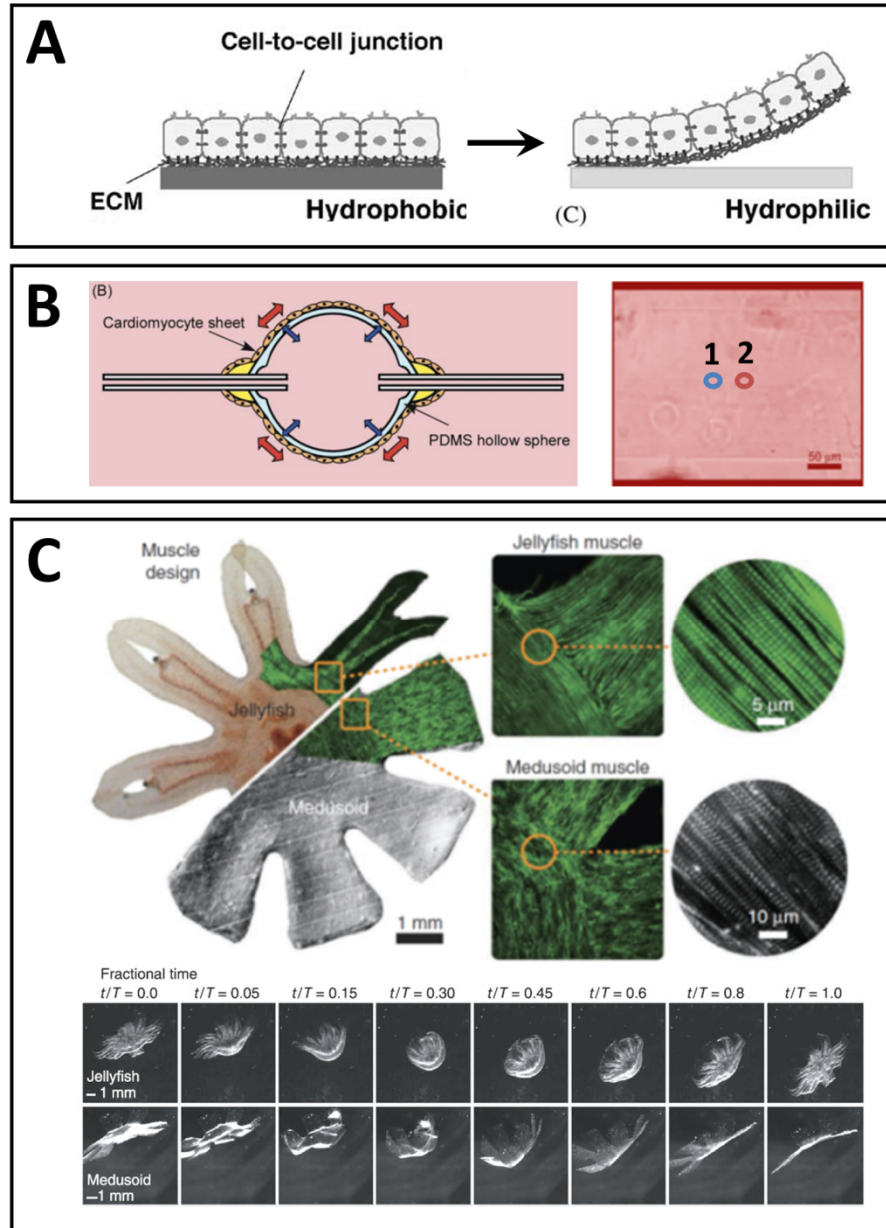 A
Cell-to-cell junction
ECM
Hydrophobic
(C)
Hydrophilic
B
(B)
Cardiomyocyte sheet
PDMS hollow sphere
1 2
50 μm
C
Muscle
design
Jellyfish
Medusoid
1 mm
Jellyfish muscle
5 μm
Medusoid muscle
10 μm
Fractional time
t/T = 0.0 t/T = 0.05 t/T = 0.15 t/T = 0.30 t/T = 0.45 t/T = 0.6 t/T = 0.8 t/T = 1.0
Jellyfish
1 mm
Medusoid
1 mm